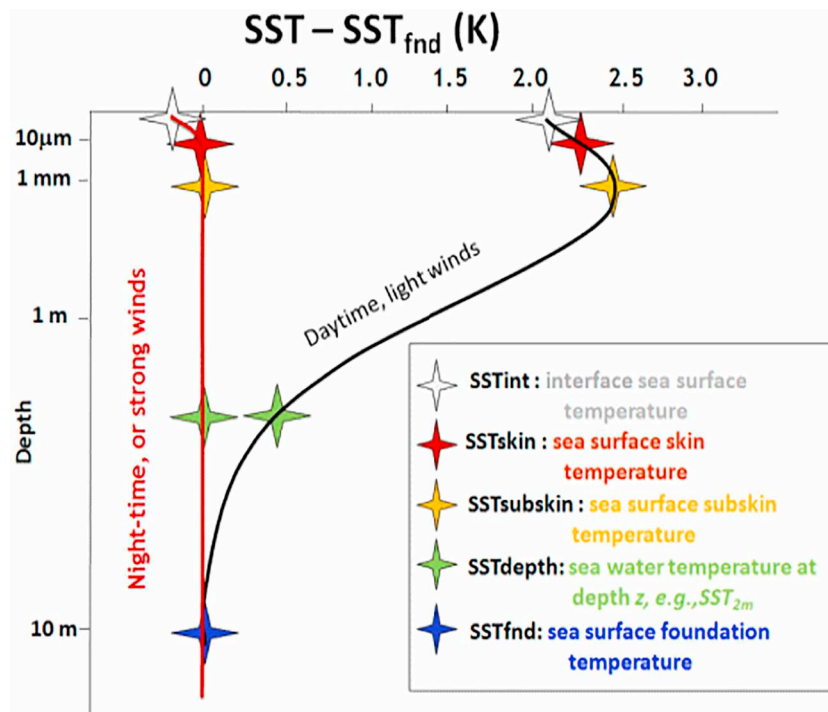 SST – SSTfnd (K)
0 0.5 1.0 1.5 2.0 2.5 3.0
10μm
1 mm
1 m
10 m
Depth
Night-time, or strong winds
Daytime, light winds
SSTint : interface sea surface
temperature
SSTskin : sea surface skin
temperature
SSTsubskin : sea surface subskin
temperature
SSTdepth: sea water temperature at
depth z, e.g.,SST2m
SSTfnd: sea surface foundation
temperature